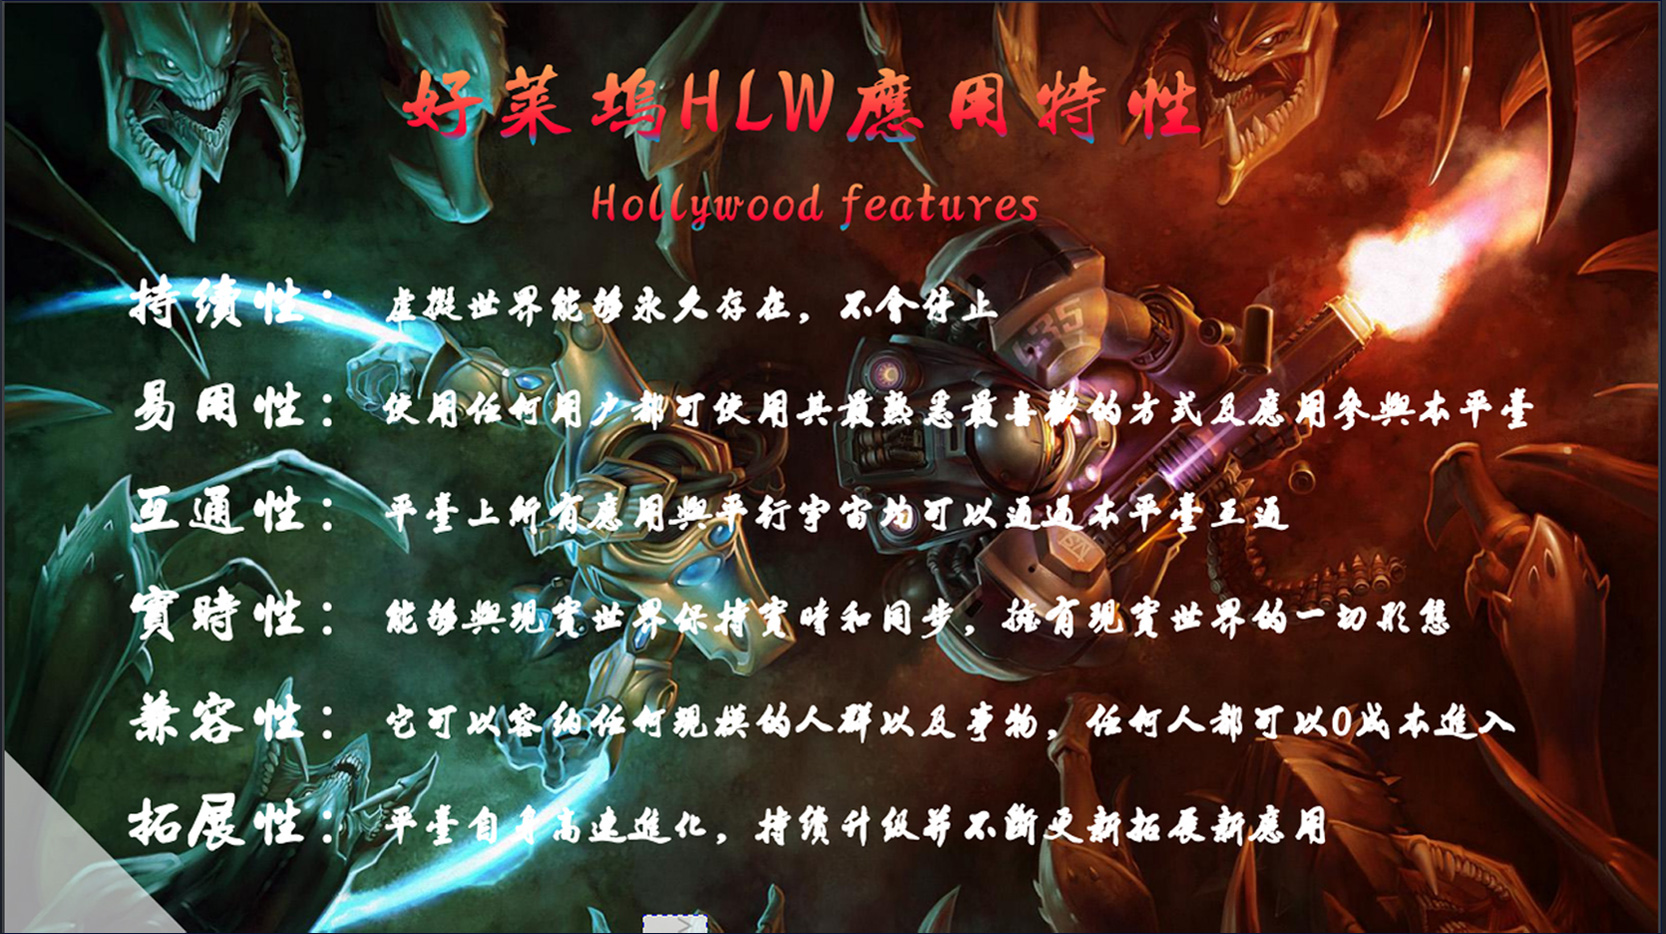 好萊塢HLW應用特性
Hollywood features
持續性：虛擬世界能夠永久存在，不會停止
易用性：使用任何用户都可使用其最熟悉最喜歡的方式及應用參與本平臺
互通性：平臺上所有應用與平行宇宙均可以通過本平臺互通
實時性：能够與現實世界保持實時和同步，擁有現實世界的一切形態
兼容性：它可以容納任何規模的人群以及事物，任何人都可以0成本進入
拓展性：平臺自身高速進化，持續升級并不斷更新拓展新應用
435